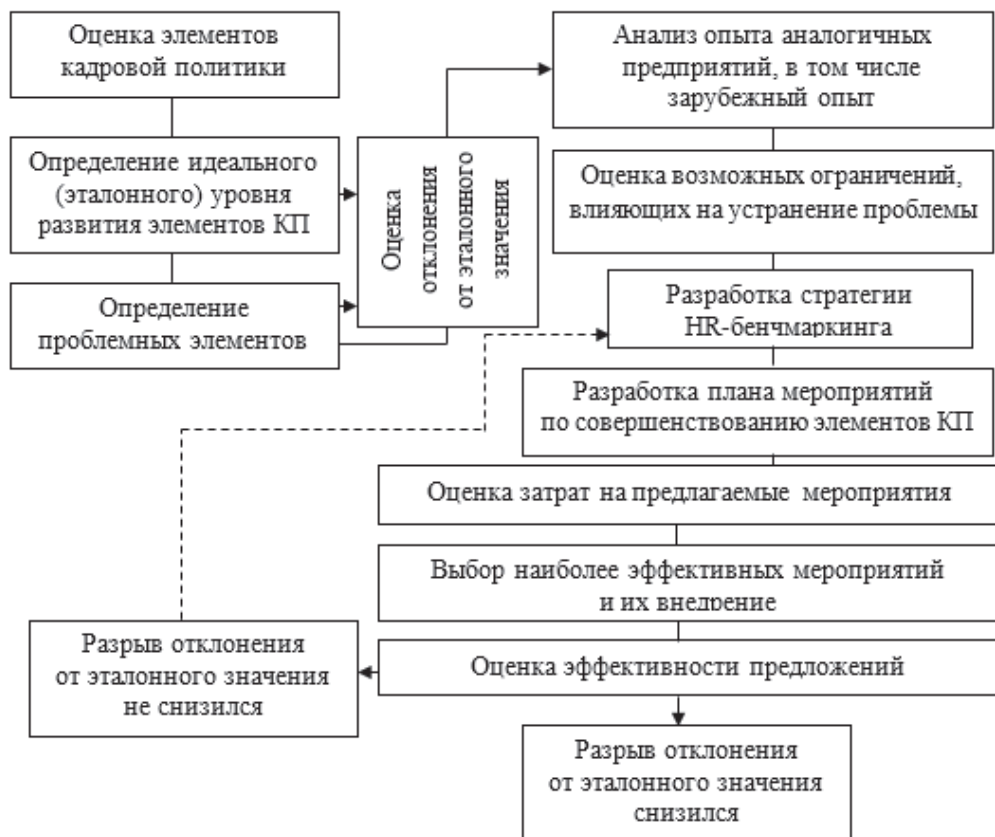 Оценка элементов
кадровой политики
Определение идеального
(эталонного) уровня
развития элементов КП
Определение
проблемных элементов
Оценка
отклонения
от эталонного
значения
Анализ опыта аналогичных
предприятий, в том числе
зарубежный опыт
Оценка возможных ограничений,
влияющих на устранение проблемы
Разработка стратегии
HR-бенчмаркинга
Разработка плана мероприятий
по совершенствованию элементов КП
Оценка затрат на предлагаемые мероприятия
Выбор наиболее эффективных мероприятий
и их внедрение
Оценка эффективности предложений
Разрыв отклонения
от эталонного значения
не снизился
Разрыв отклонения
от эталонного значения
снизился